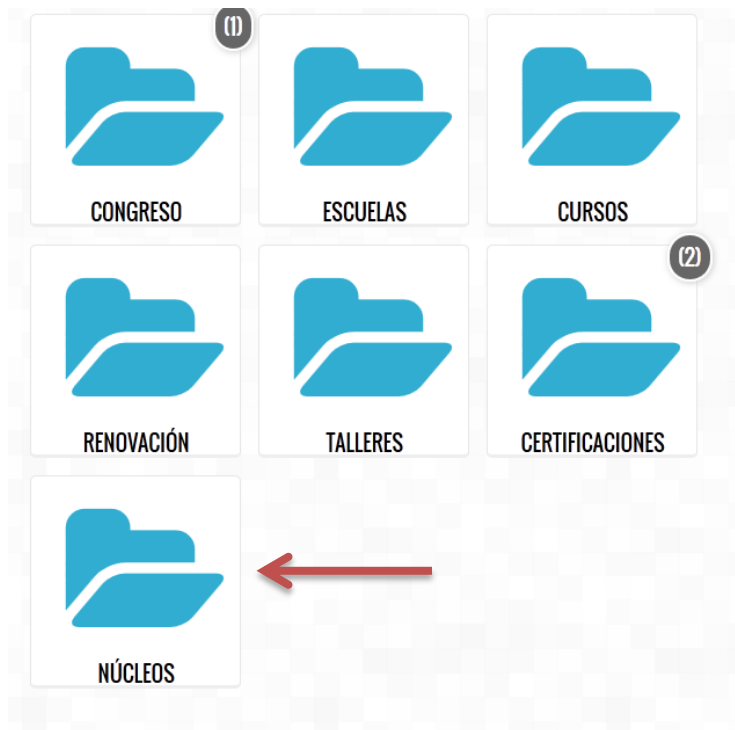 (1)
CONGRESO
ESCUELAS
CURSOS
(2)
RENOVACIÓN
TALLERES
CERTIFICACIONES
NÚCLEOS